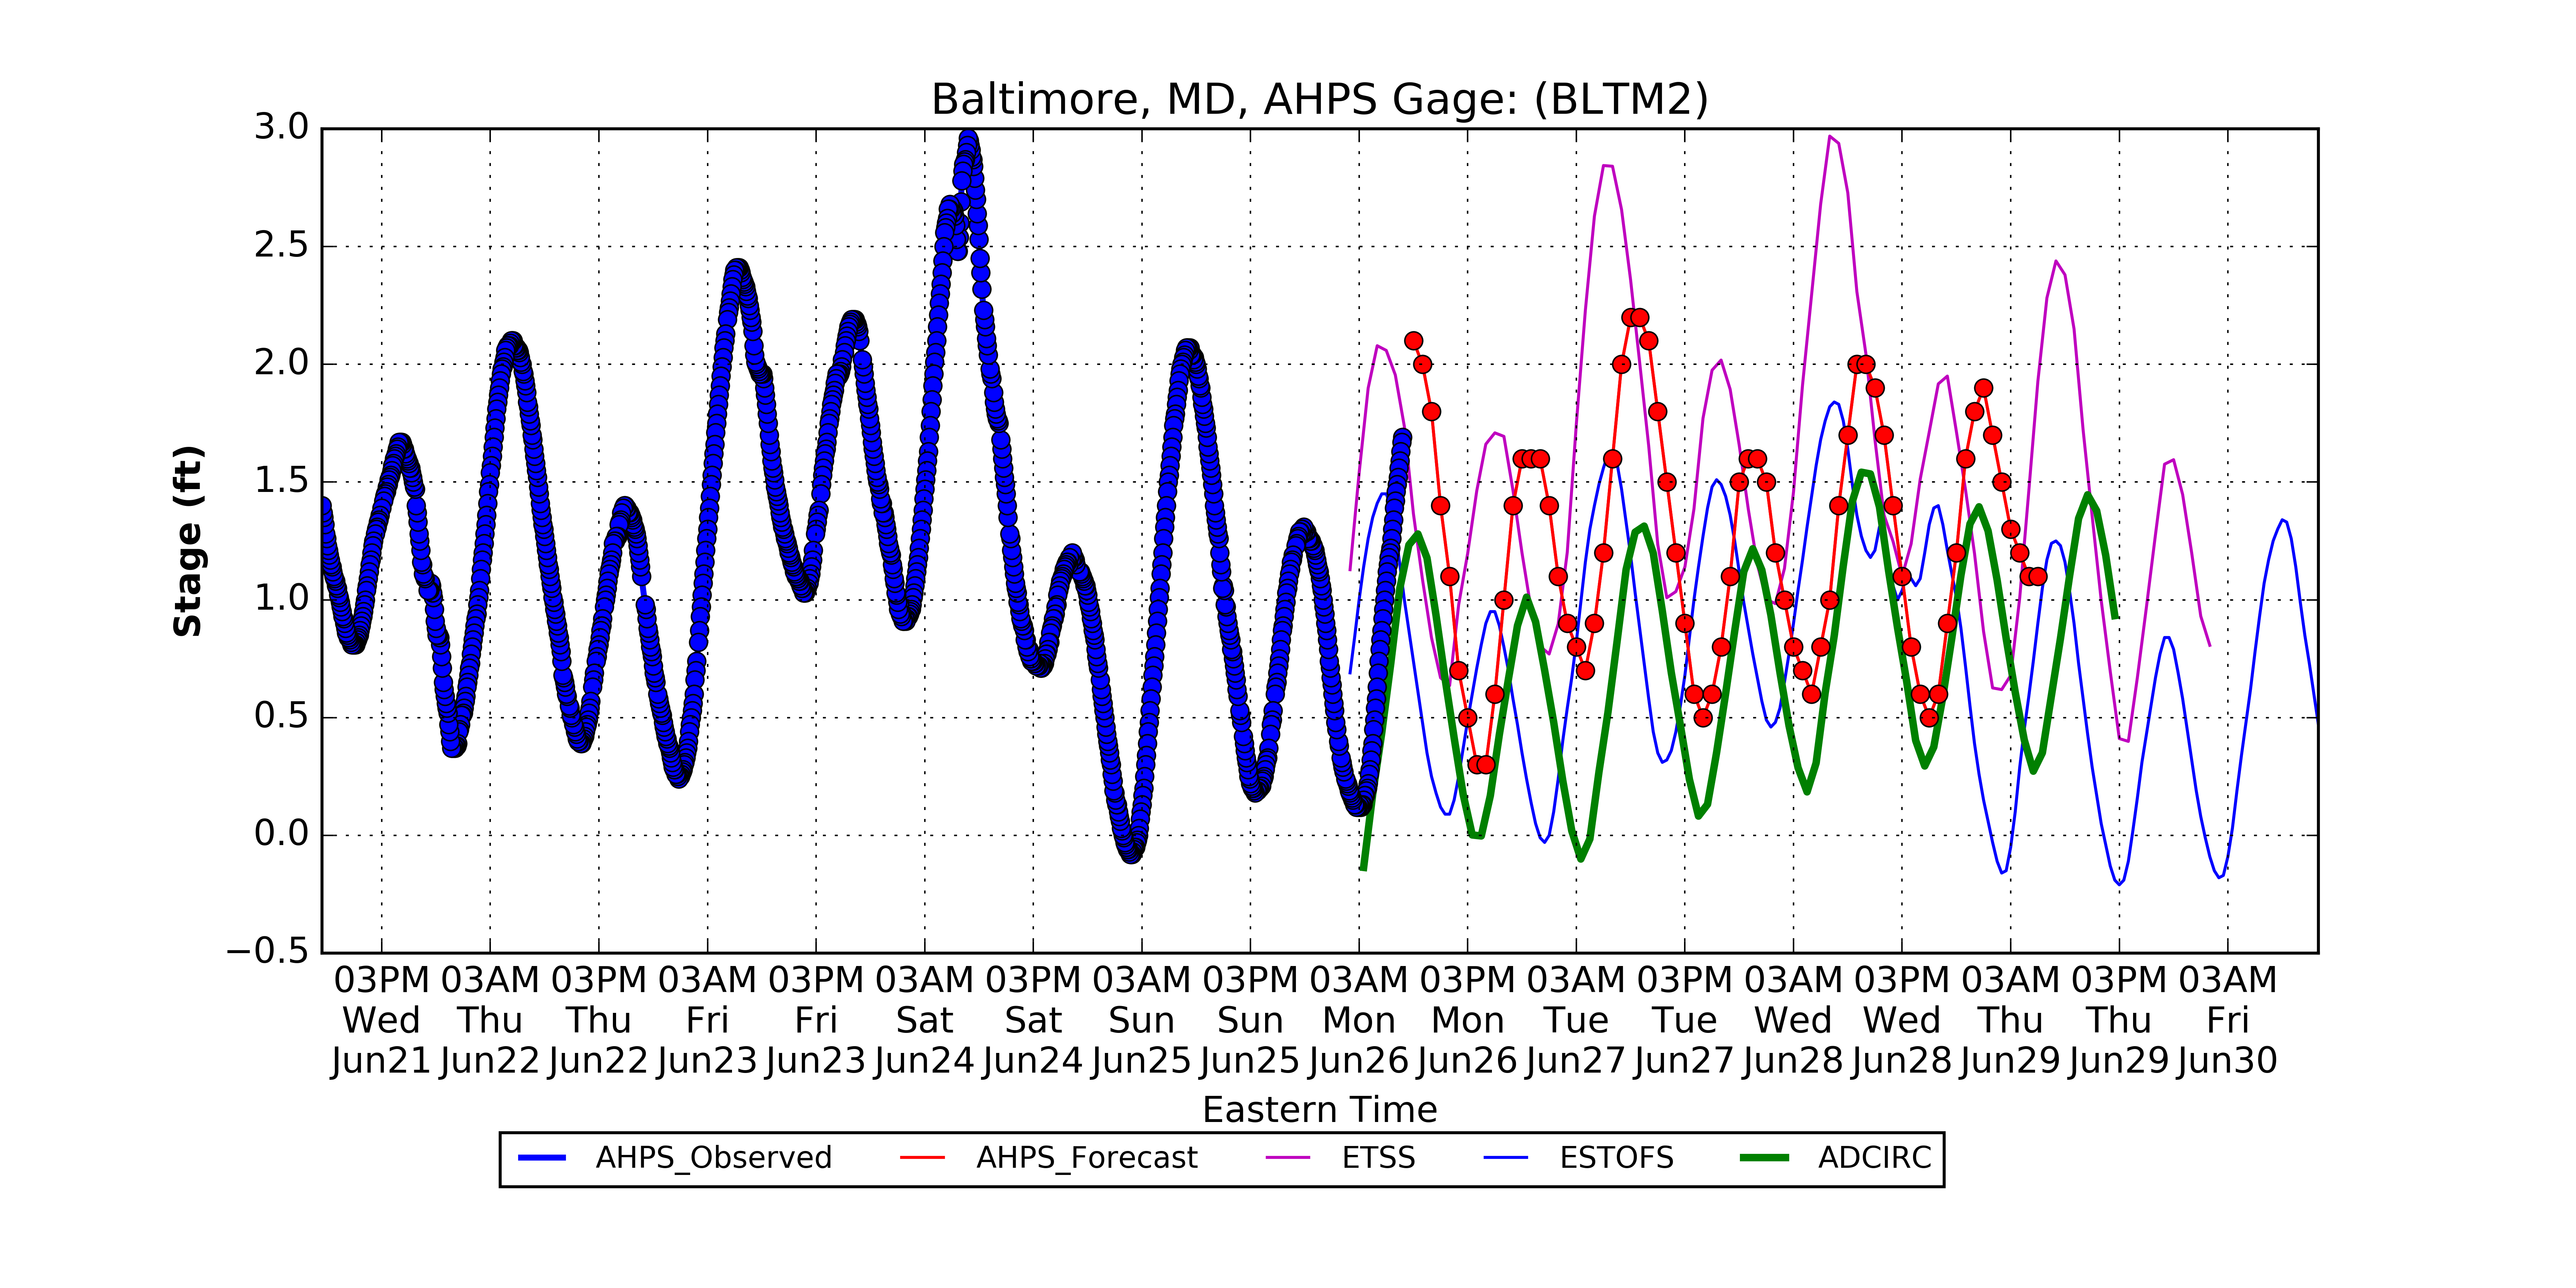 Baltimore, MD, AHPS Gage: (BLTM2)
3.0
2.5
2.0
1.5
1.0
0.5
0.0
−0.5
Stage (ft)
03PM 03AM 03PM 03AM 03PM 03AM 03PM 03AM 03PM 03AM 03PM 03AM 03PM 03AM 03PM 03AM 03PM 03AM
Wed Thu Thu Fri Fri Sat Sat Sun Sun Mon Mon Tue Tue Wed Wed Thu Thu Fri
Jun21 Jun22 Jun22 Jun23 Jun23 Jun24 Jun24 Jun25 Jun25 Jun26 Jun26 Jun27 Jun27 Jun28 Jun28 Jun29 Jun29 Jun30
Eastern Time
AHPS_Observed AHPS_Forecast ETSS ESTOFS ADCIRC